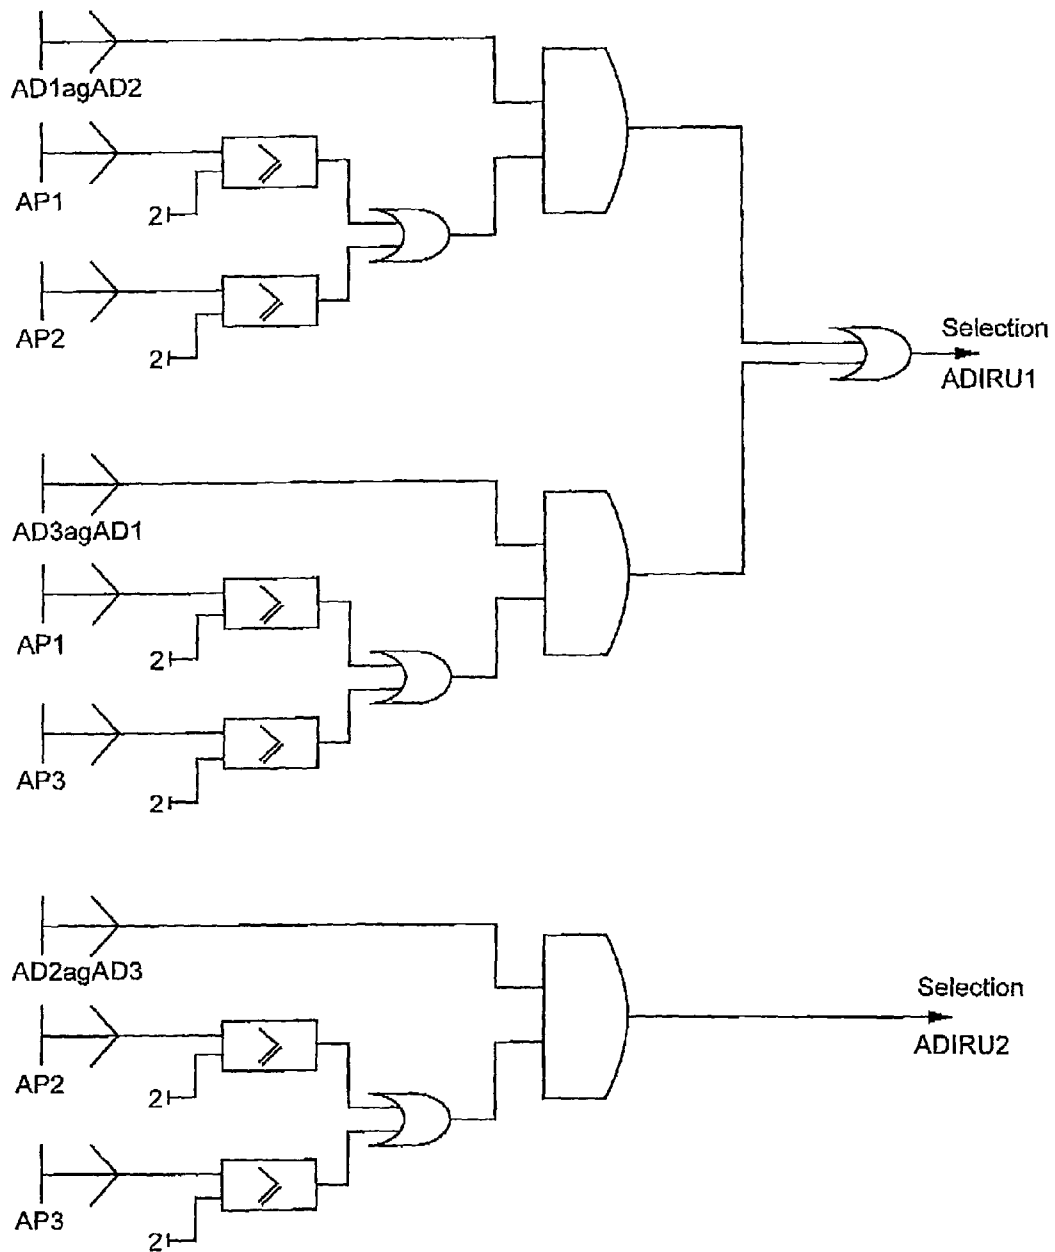 AD1agAD2
AP1
2
AP2
2
Selection
ADIRU1
AD3agAD1
AP1
2
AP3
2
AD2agAD3
Selection
ADIRU2
AP2
2
AP3
2